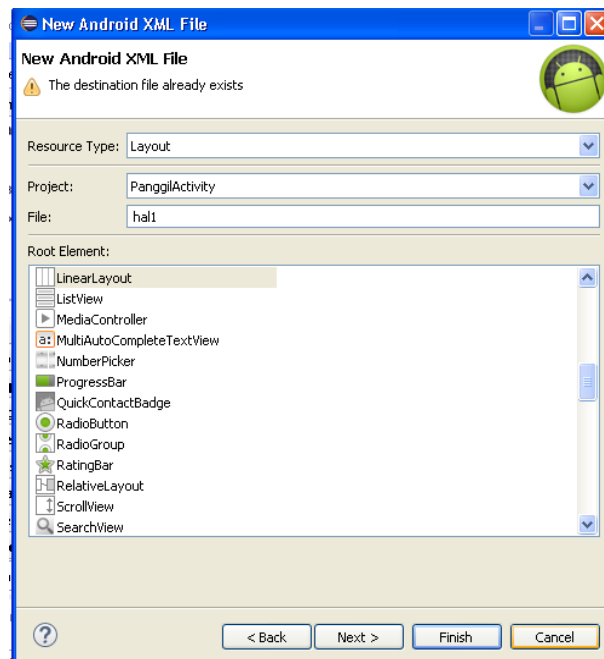 New Android XML File
New Android XML File
The destination file already exists
Resource Type: Layout
Project: PanggilActivity
File: hal1
Root Element:
LinearLayout
ListView
MediaController
a: MultiAutoCompleteTextView
NumberPicker
ProgressBar
QuickContactBadge
RadioButton
RadioGroup
RatingBar
RelativeLayout
ScrollView
SearchView
? < Back Next > Finish Cancel